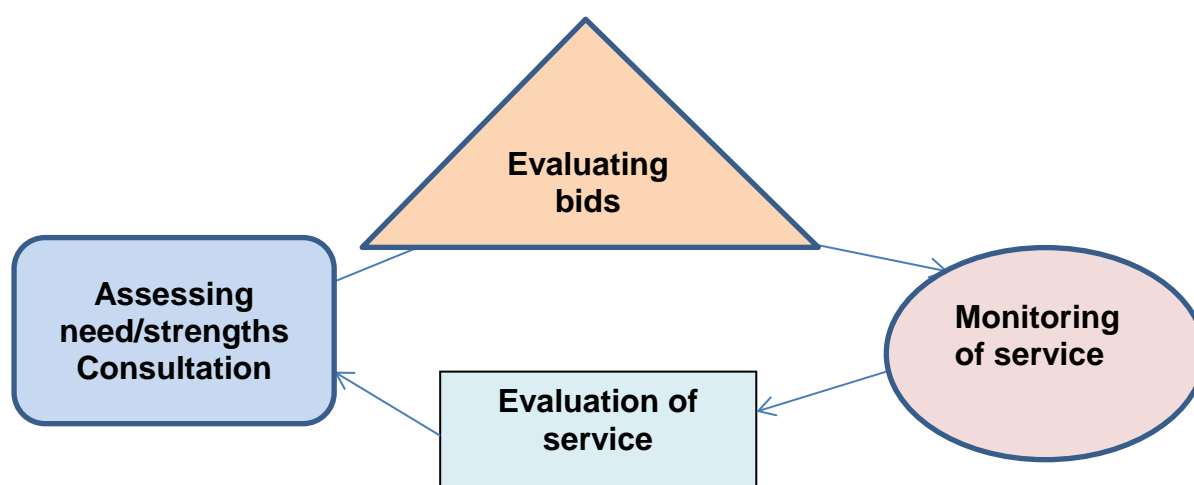 Evaluating
bids
Assessing
need/strengths
Consultation
Monitoring
of service
Evaluation of
service